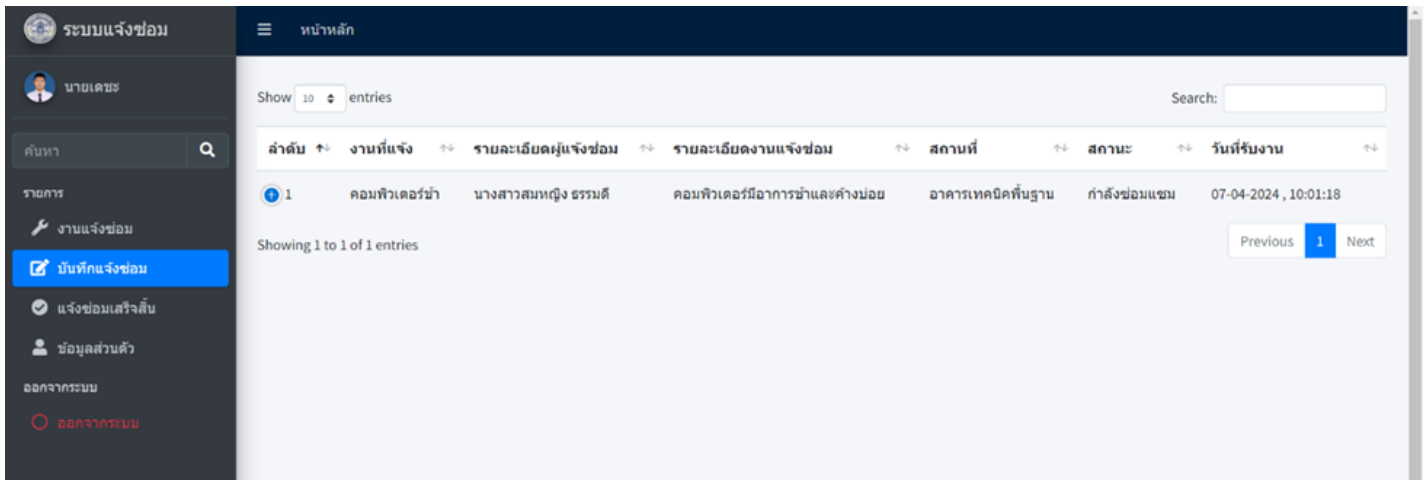 ระบบแจ้งซ่อม
หน้าหลัก
นายเดชะ
ค้นหา
รายการ
งานแจ้งซ่อม
บันทึกแจ้งซ่อม
แจ้งซ่อมเสร็จสิ้น
ข้อมูลส่วนตัว
ออกจากระบบ
ออกจากระบบ
Show 10 entries
Search:
ลำดับ งานที่แจ้ง รายละเอียดผู้แจ้งซ่อม รายละเอียดงานแจ้งซ่อม สถานที่ สถานะ วันที่รับงาน
1 คอมพิวเตอร์ช้า นางสาวสมหญิง ธรรมดี คอมพิวเตอร์มีอาการช้าและค้างบ่อย อาคารเทคนิคพื้นฐาน กำลังซ่อมแซม 07-04-2024 , 10:01:18
Showing 1 to 1 of 1 entries
Previous 1 Next